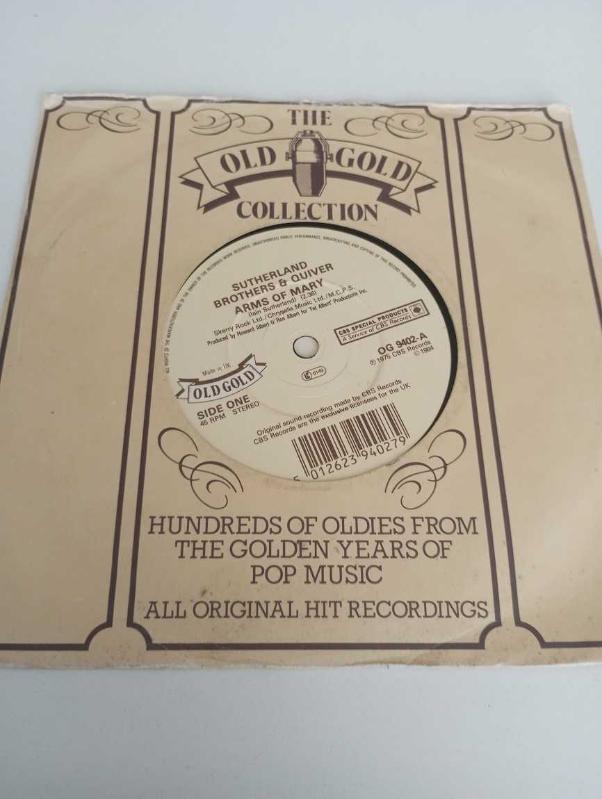 THE
OLD GOLD
COLLECTION
SUTHERLAND
BROTHERS & QUIVER
ARMS OF MARY
(Iain Sutherland) (2.36)
Skerry Rock Ltd./Chrysalis Music Ltd./M.C.P.S.
Produced by Howard Albert & Ron Albert for 'Fat Albert' Productions Inc.
CBS SPECIAL PRODUCTS
A Service of CBS Records
Made in UK
OLD GOLD
SIDE ONE
45 RPM STEREO
OG 9402-A
℗ 1975 CBS Records
© 1984
Original sound recording made by CBS Records
CBS Records are the exclusive licensees for the UK
5 012623 940279
HUNDREDS OF OLDIES FROM
THE GOLDEN YEARS OF
POP MUSIC
ALL ORIGINAL HIT RECORDINGS